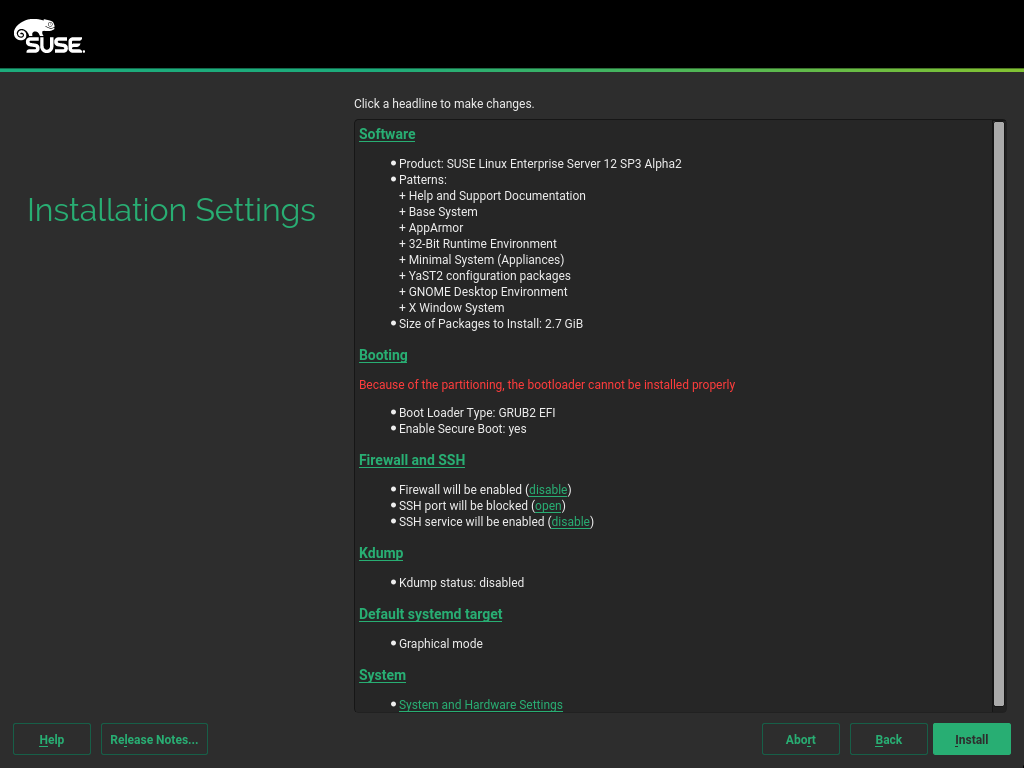 SUSE.
Click a headline to make changes.
Installation Settings
Software
Product: SUSE Linux Enterprise Server 12 SP3 Alpha2
Patterns:
+ Help and Support Documentation
+ Base System
+ AppArmor
+ 32-Bit Runtime Environment
+ Minimal System (Appliances)
+ YaST2 configuration packages
+ GNOME Desktop Environment
+ X Window System
Size of Packages to Install: 2.7 GiB
Booting
Because of the partitioning, the bootloader cannot be installed properly
Boot Loader Type: GRUB2 EFI
Enable Secure Boot: yes
Firewall and SSH
Firewall will be enabled (disable)
SSH port will be blocked (open)
SSH service will be enabled (disable)
Kdump
Kdump status: disabled
Default systemd target
Graphical mode
System
System and Hardware Settings
Help Release Notes... Abort Back Install